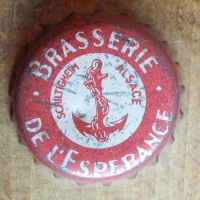 · BRASSERIE ·
DE L'ESPERANCE
SCHILTIGHEIM
ALSACE